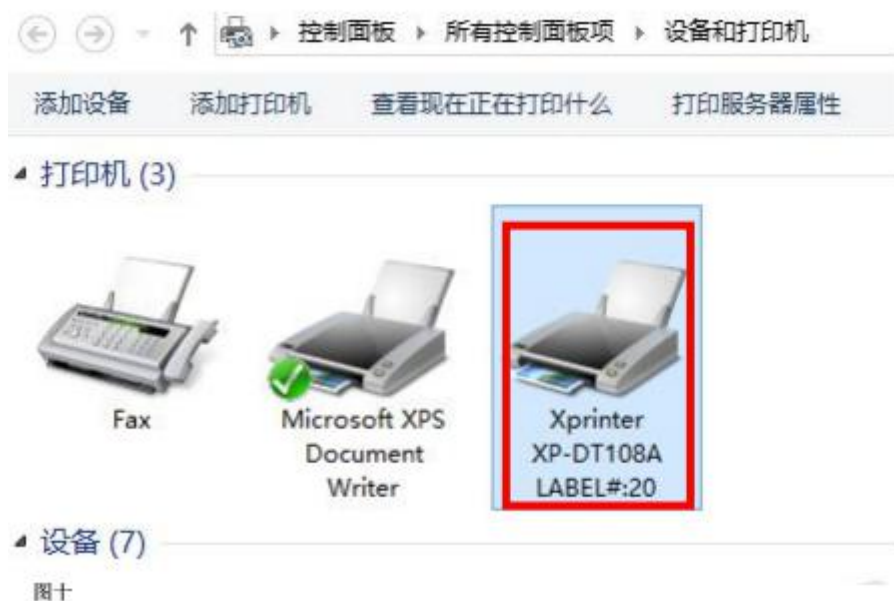 控制面板 ▸ 所有控制面板项 ▸ 设备和打印机
添加设备 添加打印机 查看现在正在打印什么 打印服务器属性
打印机 (3)
Fax
Microsoft XPS
Document
Writer
Xprinter
XP-DT108A
LABEL#:20
设备 (7)
图十